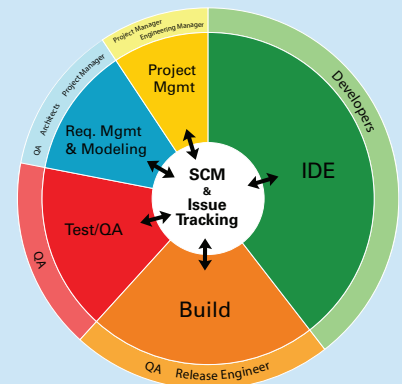 Project Manager
Engineering Manager
Project
Mgmt
Developers
IDE
QA Architects Project Manager
Req. Mgmt
& Modeling
SCM
&
Issue
Tracking
Test/QA
QA
Build
QA Release Engineer